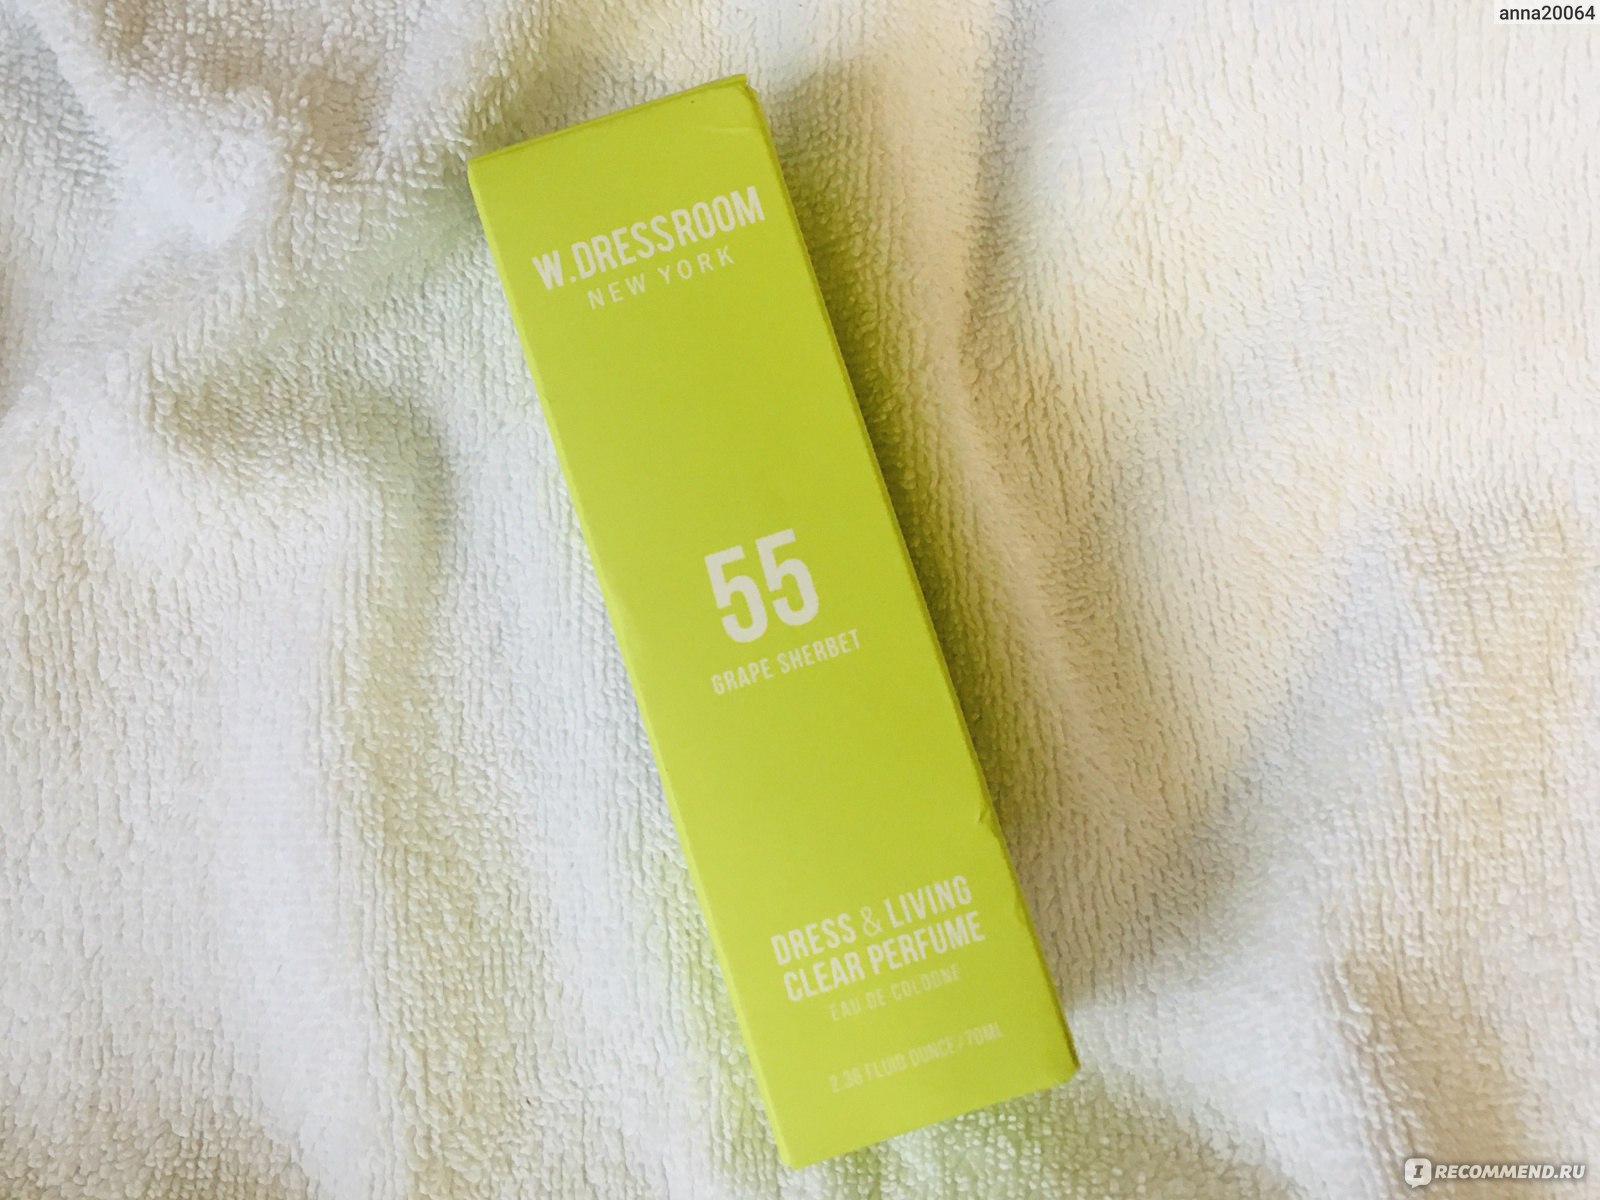 anna20064
W.DRESSROOM
NEW YORK
55
GRAPE SHERBET
DRESS & LIVING
CLEAR PERFUME
EAU DE COLOGNE
2.36 FLUID OUNCE / 70ML
IRECOMMEND.RU